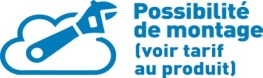 Possibilité
de montage
(voir tarif
au produit)